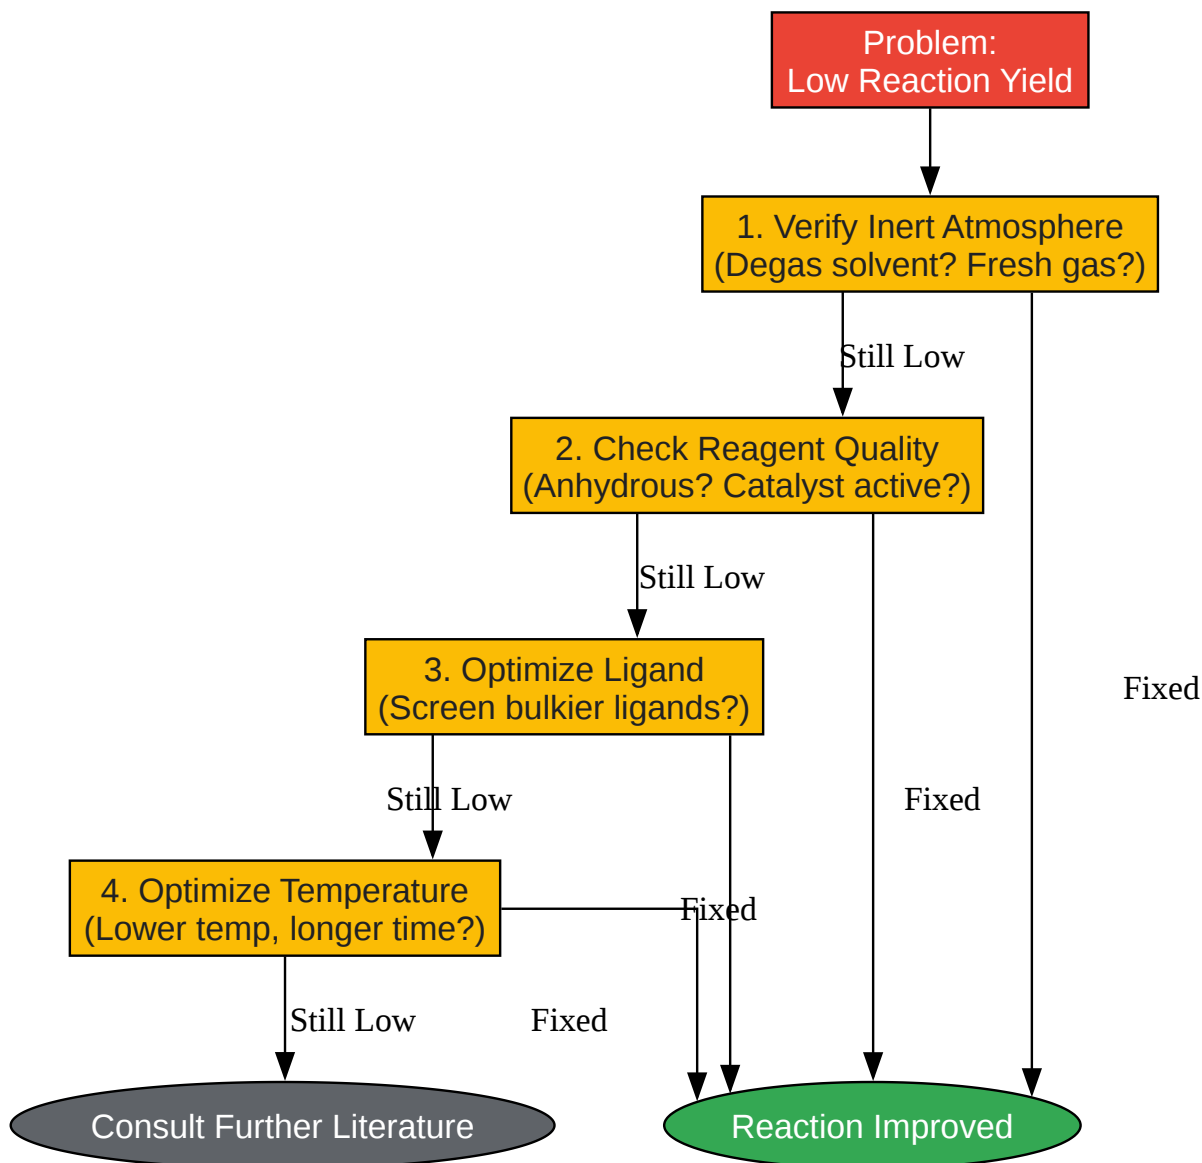 Problem:
Low Reaction Yield
1. Verify Inert Atmosphere
(Degas solvent? Fresh gas?)
Still Low
2. Check Reagent Quality
(Anhydrous? Catalyst active?)
Still Low
3. Optimize Ligand
(Screen bulkier ligands?)
Fixed
Still Low
Fixed
4. Optimize Temperature
(Lower temp, longer time?)
Fixed
Still Low
Fixed
Consult Further Literature
Reaction Improved